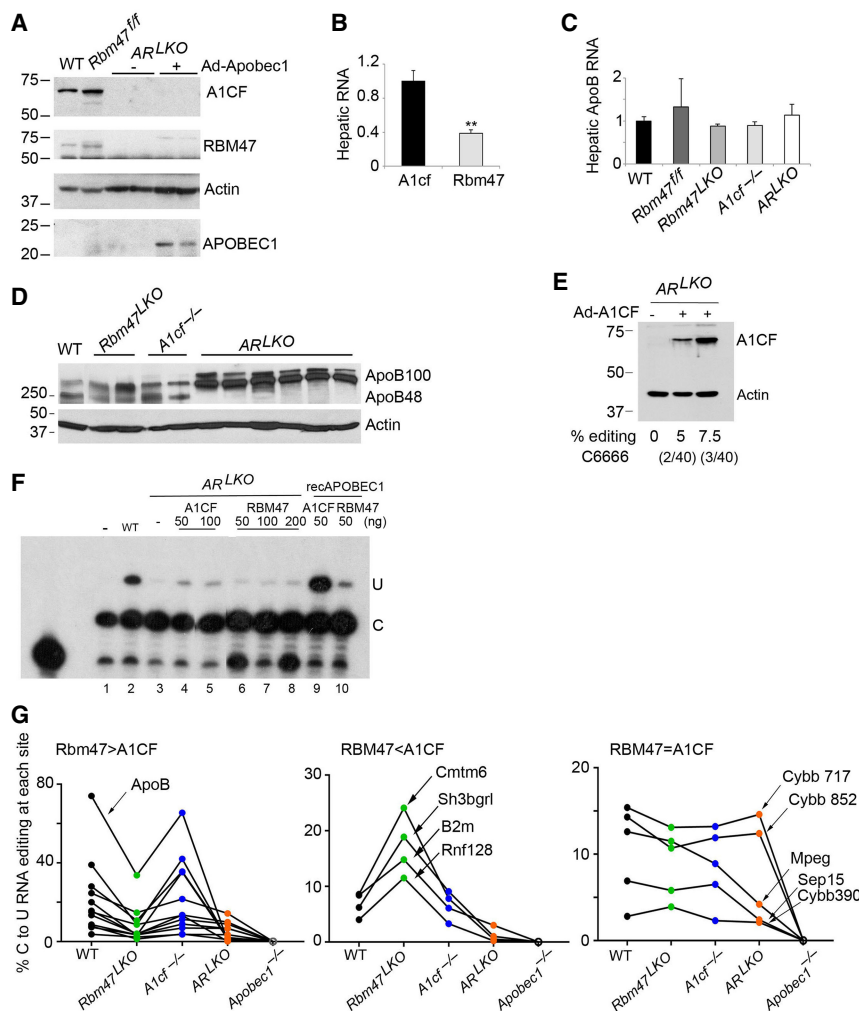 A
WT Rbm47f/f AR LKO
- + Ad-Apobec1
75
A1CF
50
75
RBM47
50
Actin
37
25
APOBEC1
20
B
Hepatic RNA
1.2
0.8
0.4
0
**
A1cf Rbm47
C
Hepatic ApoB RNA
2
1
0
WT Rbm47f/f Rbm47LKO A1cf−/− ARLKO
D
WT Rbm47LKO A1cf−/− ARLKO
ApoB100
250 ApoB48
50
37 Actin
E
ARLKO
Ad-A1CF - + +
75
A1CF
50
Actin
37
% editing 0 5 7.5
C6666 (2/40) (3/40)
F
ARLKO recAPOBEC1
A1CF RBM47 A1CF RBM47
- WT - 50 100 50 100 200 50 50 (ng)
U
C
1 2 3 4 5 6 7 8 9 10
G
% C to U RNA editing at each site
Rbm47>A1CF
80
ApoB
40
0
WT Rbm47LKO A1cf−/− ARLKO Apobec1−/−
RBM47<A1CF
30
Cmtm6
Sh3bgrl
20
B2m
Rnf128
10
0
WT Rbm47LKO A1cf−/− ARLKO Apobec1−/−
RBM47=A1CF
20
Cybb 717
Cybb 852
10
Mpeg
Sep15
Cybb390
0
WT Rbm47LKO A1cf−/− ARLKO Apobec1−/−